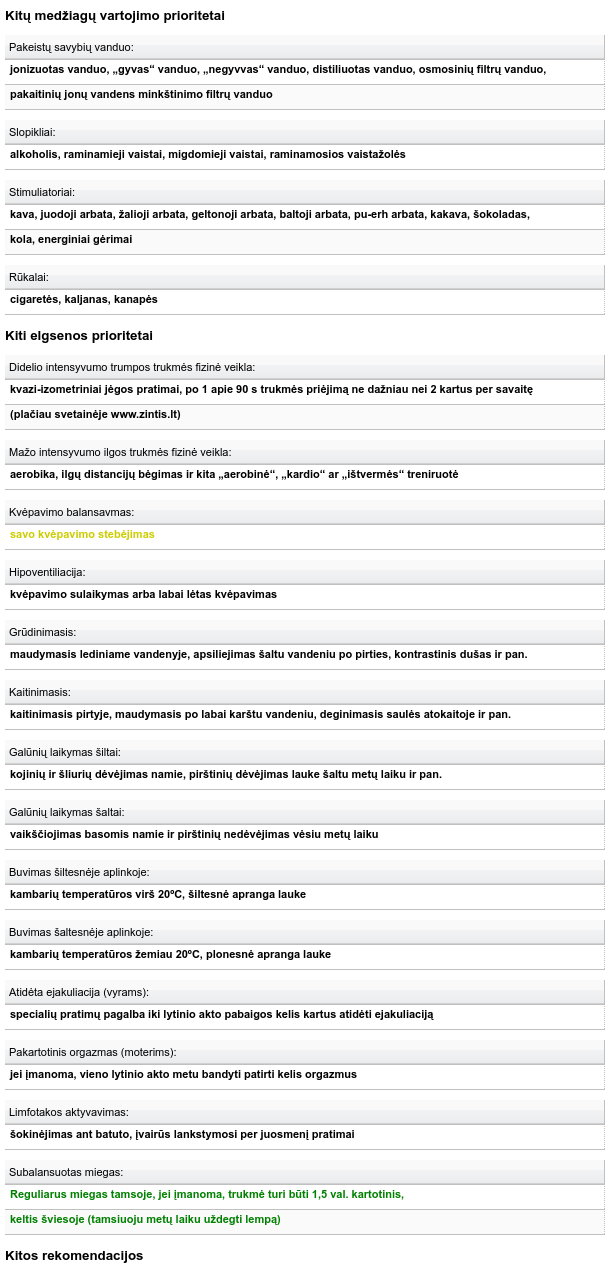 Kitų medžiagų vartojimo prioritetai
Pakeistų savybių vanduo:
jonizuotas vanduo, „gyvas“ vanduo, „negyvvas“ vanduo, distiliuotas vanduo, osmosinių filtrų vanduo,
pakaitinių jonų vandens minkštinimo filtrų vanduo
Slopikliai:
alkoholis, raminamieji vaistai, migdomieji vaistai, raminamosios vaistažolės
Stimuliatoriai:
kava, juodoji arbata, žalioji arbata, geltonoji arbata, baltoji arbata, pu-erh arbata, kakava, šokoladas,
kola, energiniai gėrimai
Rūkalai:
cigaretės, kaljanas, kanapės
Kiti elgsenos prioritetai
Didelio intensyvumo trumpos trukmės fizinė veikla:
kvazi-izometriniai jėgos pratimai, po 1 apie 90 s trukmės priėjimą ne dažniau nei 2 kartus per savaitę
(plačiau svetainėje www.zintis.lt)
Mažo intensyvumo ilgos trukmės fizinė veikla:
aerobika, ilgų distancijų bėgimas ir kita „aerobinė“, „kardio“ ar „ištvermės“ treniruotė
Kvėpavimo balansavmas:
savo kvėpavimo stebėjimas
Hipoventiliacija:
kvėpavimo sulaikymas arba labai lėtas kvėpavimas
Grūdinimasis:
maudymasis lediniame vandenyje, apsiliejimas šaltu vandeniu po pirties, kontrastinis dušas ir pan.
Kaitinimasis:
kaitinimasis pirtyje, maudymasis po labai karštu vandeniu, deginimasis saulės atokaitoje ir pan.
Galūnių laikymas šiltai:
kojinių ir šliurių dėvėjimas namie, pirštinių dėvėjimas lauke šaltu metų laiku ir pan.
Galūnių laikymas šaltai:
vaikščiojimas basomis namie ir pirštinių nedėvėjimas vėsiu metų laiku
Buvimas šiltesnėje aplinkoje:
kambarių temperatūros virš 20ºC, šiltesnė apranga lauke
Buvimas šaltesnėje aplinkoje:
kambarių temperatūros žemiau 20ºC, plonesnė apranga lauke
Atidėta ejakuliacija (vyrams):
specialių pratimų pagalba iki lytinio akto pabaigos kelis kartus atidėti ejakuliaciją
Pakartotinis orgazmas (moterims):
jei įmanoma, vieno lytinio akto metu bandyti patirti kelis orgazmus
Limfotakos aktyvavimas:
šokinėjimas ant batuto, įvairūs lankstymosi per juosmenį pratimai
Subalansuotas miegas:
Reguliarus miegas tamsoje, jei įmanoma, trukmė turi būti 1,5 val. kartotinis,
keltis šviesoje (tamsiuoju metų laiku uždegti lempą)
Kitos rekomendacijos